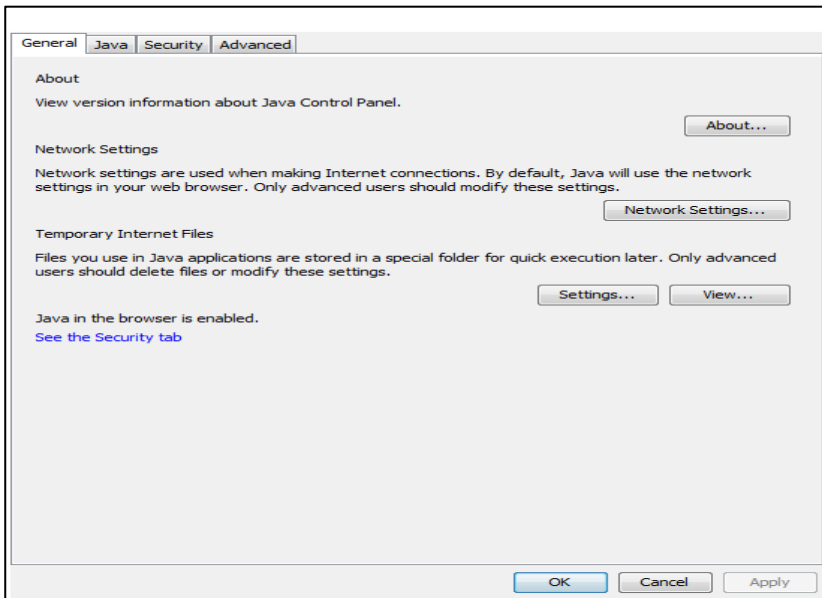 General Java Security Advanced
About
View version information about Java Control Panel.
About...
Network Settings
Network settings are used when making Internet connections. By default, Java will use the network
settings in your web browser. Only advanced users should modify these settings.
Network Settings...
Temporary Internet Files
Files you use in Java applications are stored in a special folder for quick execution later. Only advanced
users should delete files or modify these settings.
Settings... View...
Java in the browser is enabled.
See the Security tab
OK Cancel Apply